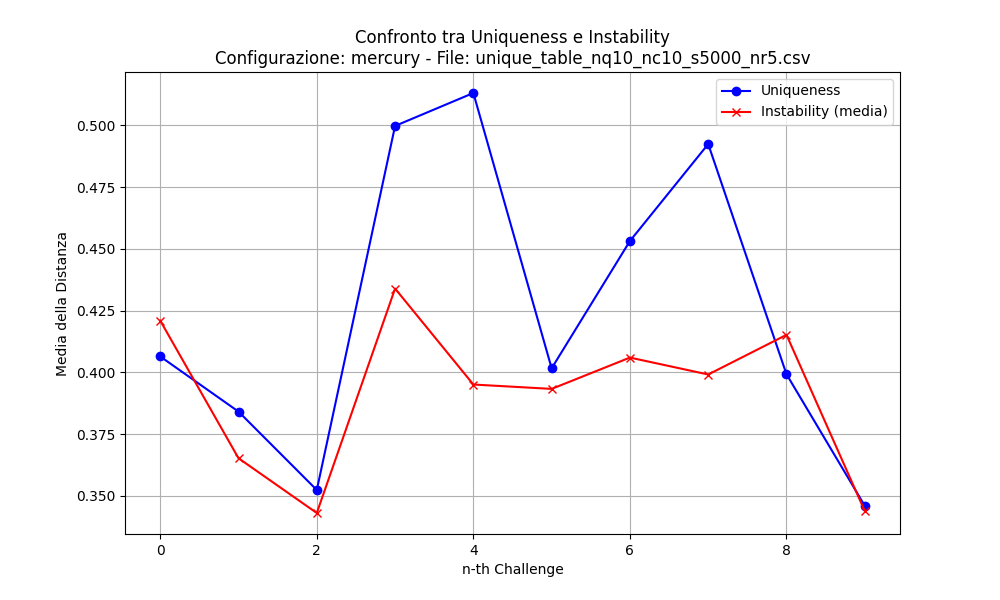 Confronto tra Uniqueness e Instability
Configurazione: mercury - File: unique_table_nq10_nc10_s5000_nr5.csv
Uniqueness
Instability (media)
Media della Distanza
0.500
0.475
0.450
0.425
0.400
0.375
0.350
0 2 4 6 8
n-th Challenge